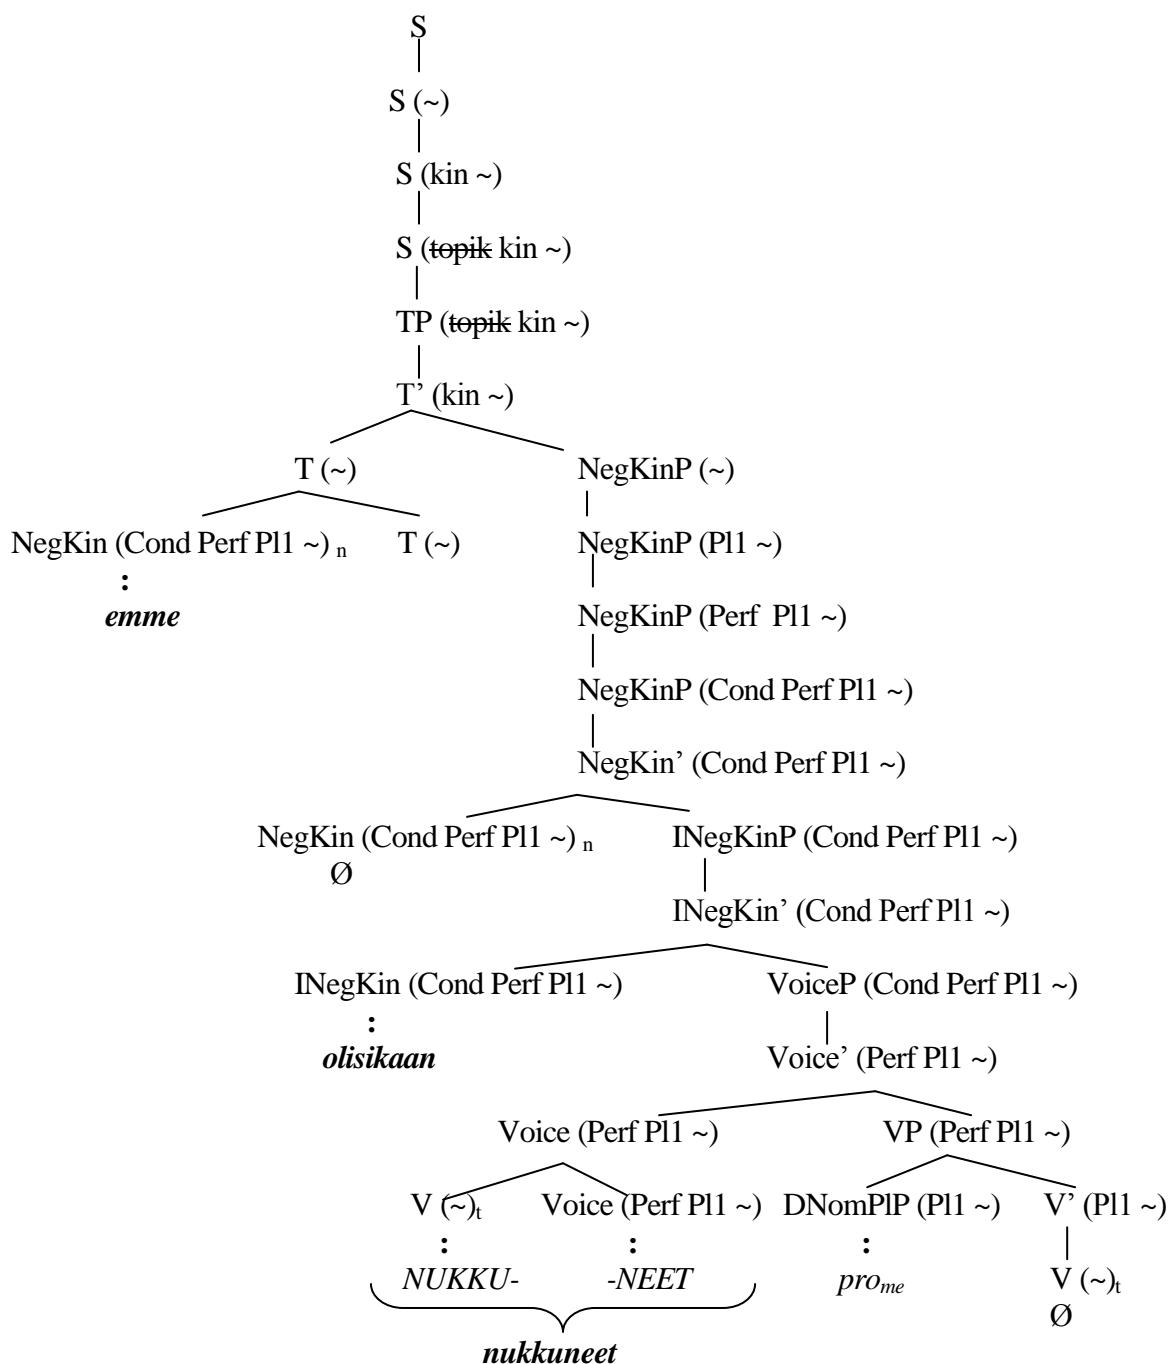 S
S (~)
S (kin ~)
S (topik kin ~)
TP (topik kin ~)
T’ (kin ~)
T (~) NegKinP (~)
NegKin (Cond Perf Pl1 ~) n T (~) NegKinP (Pl1 ~)
:
emme NegKinP (Perf Pl1 ~)
NegKinP (Cond Perf Pl1 ~)
NegKin’ (Cond Perf Pl1 ~)
NegKin (Cond Perf Pl1 ~) n INegKinP (Cond Perf Pl1 ~)
Ø
INegKin’ (Cond Perf Pl1 ~)
INegKin (Cond Perf Pl1 ~) VoiceP (Cond Perf Pl1 ~)
:
olisikaan Voice’ (Perf Pl1 ~)
Voice (Perf Pl1 ~) VP (Perf Pl1 ~)
V (~)t Voice (Perf Pl1 ~) DNomPlP (Pl1 ~) V’ (Pl1 ~)
: : :
NUKKU- -NEET prome V (~)t
Ø
nukkuneet